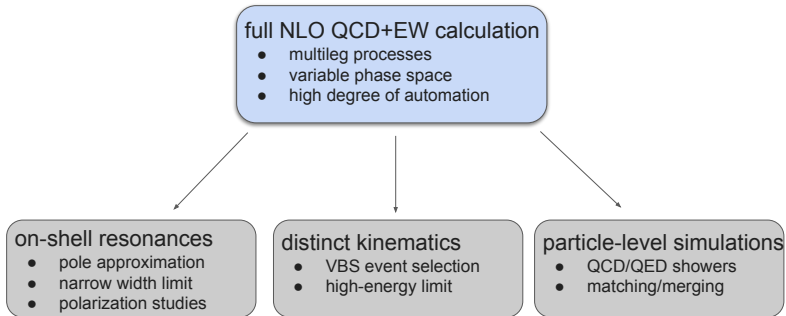 full NLO QCD+EW calculation
● multileg processes
● variable phase space
● high degree of automation
on-shell resonances
● pole approximation
● narrow width limit
● polarization studies
distinct kinematics
● VBS event selection
● high-energy limit
particle-level simulations
● QCD/QED showers
● matching/merging